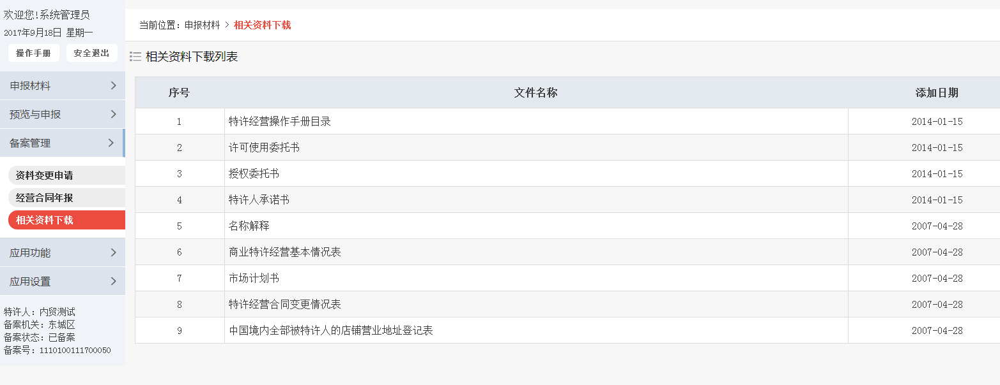 欢迎您!系统管理员
2017年9月18日 星期一
操作手册 安全退出
申报材料
预览与申报
备案管理
资料变更申请
经营合同年报
相关资料下载
应用功能
应用设置
特许人：内贸测试
备案机关：东城区
备案状态：已备案
备案号：1110100111700050
当前位置：申报材料 > 相关资料下载
相关资料下载列表
序号 文件名称 添加日期
1 特许经营操作手册目录 2014-01-15
2 许可使用委托书 2014-01-15
3 授权委托书 2014-01-15
4 特许人承诺书 2014-01-15
5 名称解释 2007-04-28
6 商业特许经营基本情况表 2007-04-28
7 市场计划书 2007-04-28
8 特许经营合同变更情况表 2007-04-28
9 中国境内全部被特许人的店铺营业地址登记表 2007-04-28